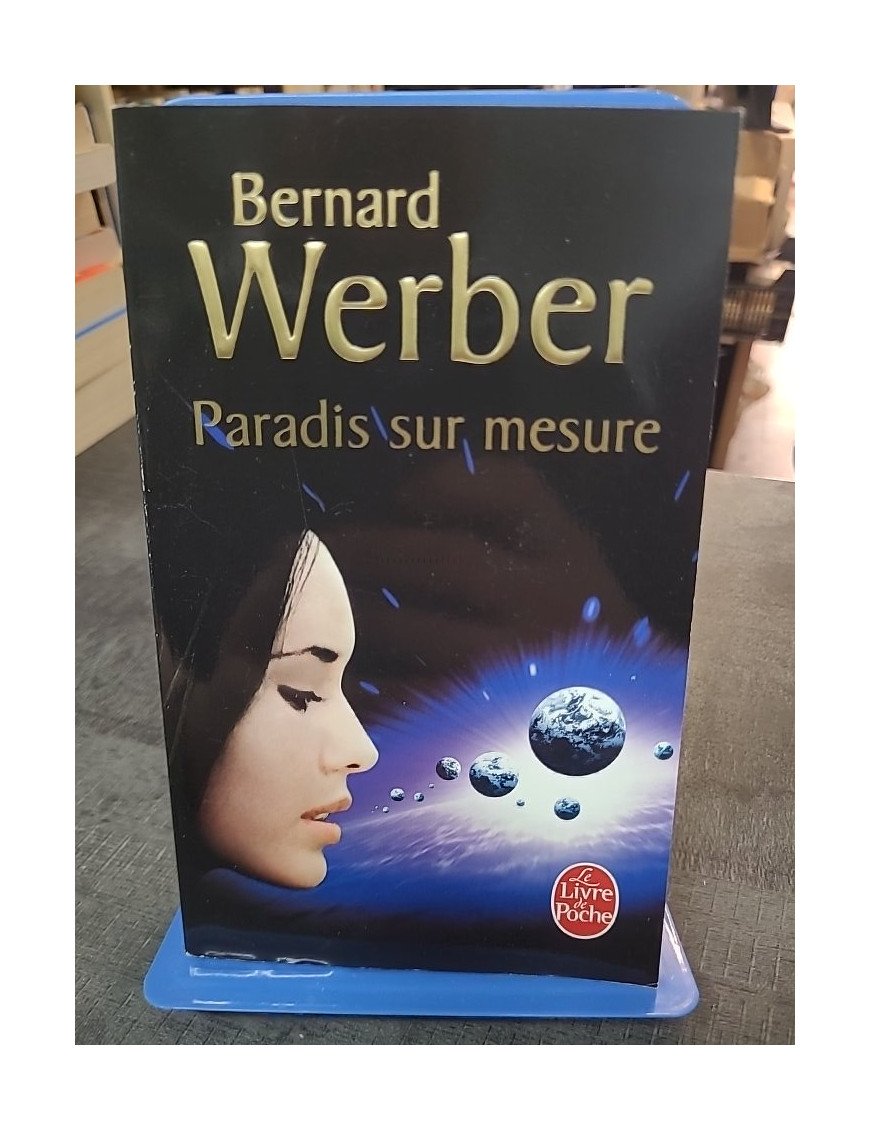 Bernard
Werber
Paradis sur mesure
Le
Livre
de
Poche